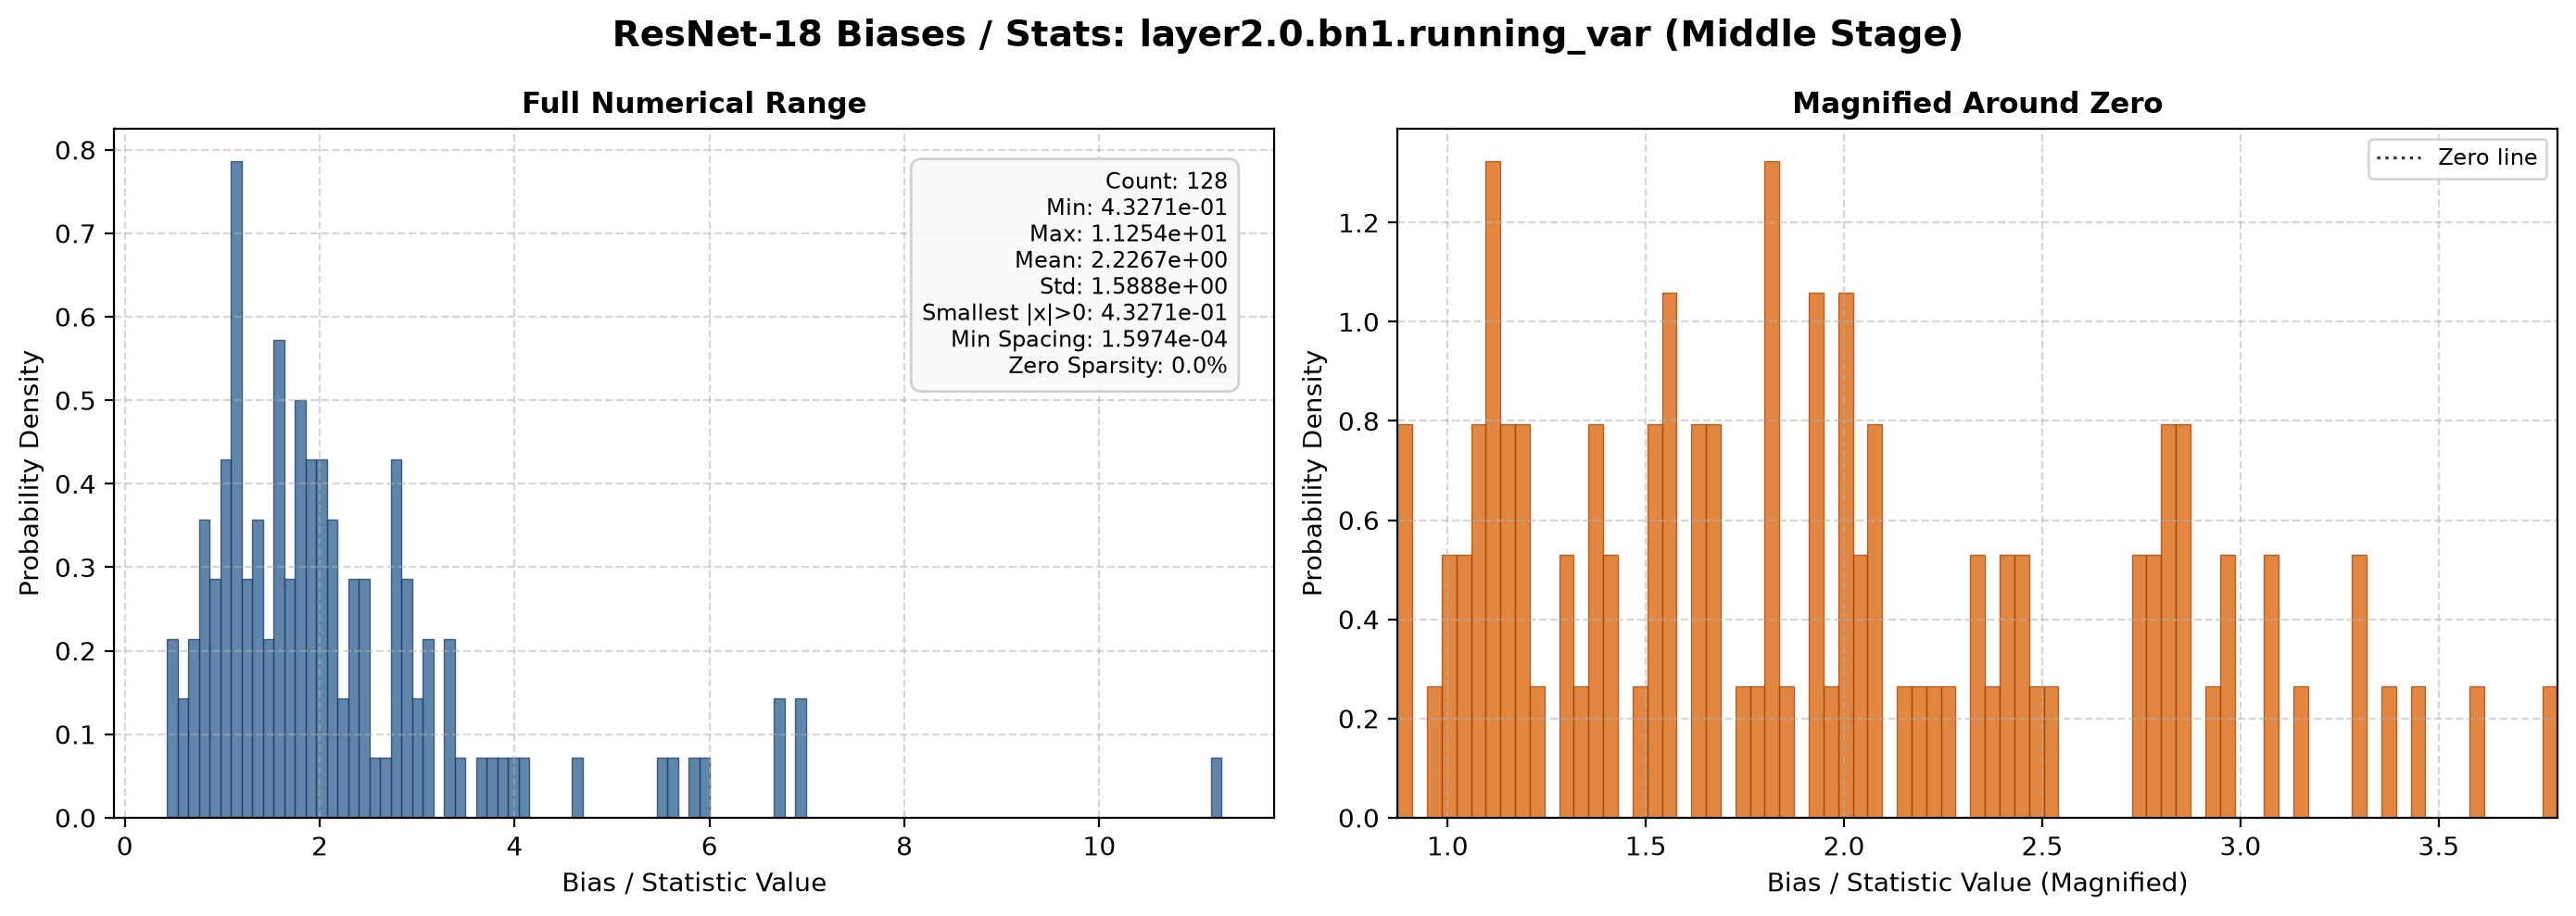 ResNet-18 Biases / Stats: layer2.0.bn1.running_var (Middle Stage)
Full Numerical Range
Probability Density
0.8
0.7
0.6
0.5
0.4
0.3
0.2
0.1
0.0
Count: 128
Min: 4.3271e-01
Max: 1.1254e+01
Mean: 2.2267e+00
Std: 1.5888e+00
Smallest |x|>0: 4.3271e-01
Min Spacing: 1.5974e-04
Zero Sparsity: 0.0%
0 2 4 6 8 10
Bias / Statistic Value
Magnified Around Zero
Probability Density
1.2
1.0
0.8
0.6
0.4
0.2
0.0
Zero line
1.0 1.5 2.0 2.5 3.0 3.5
Bias / Statistic Value (Magnified)